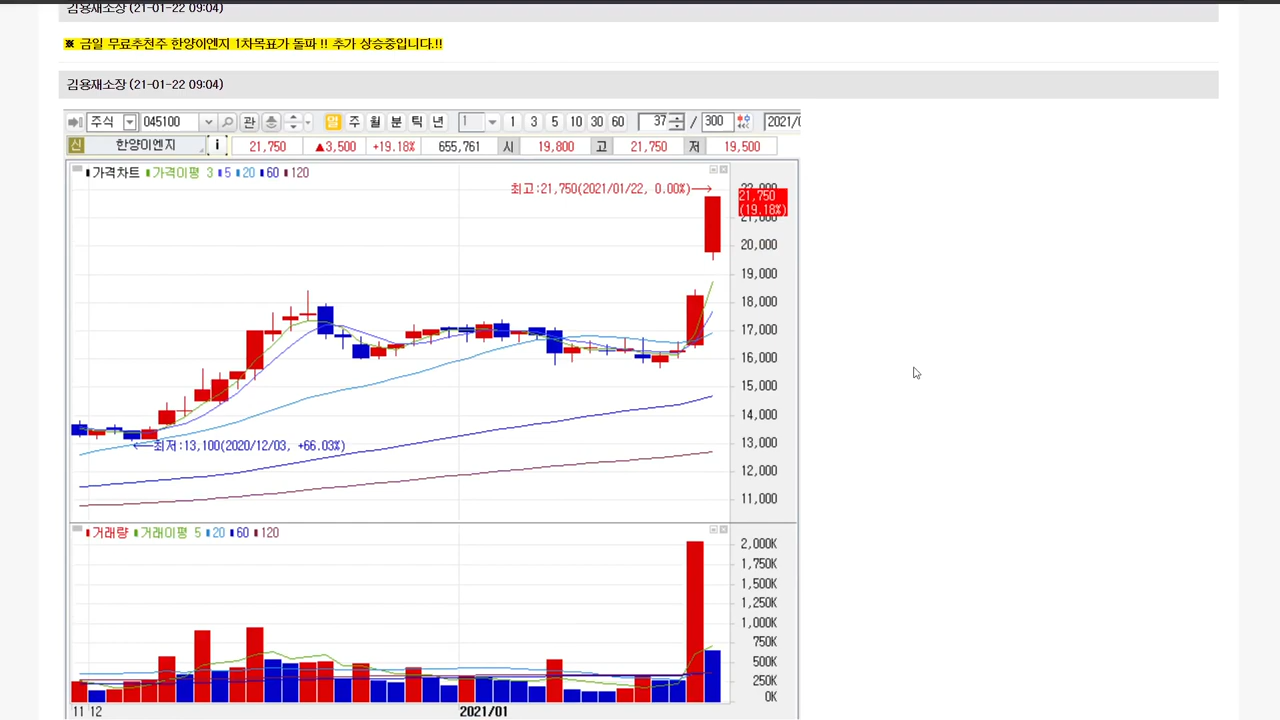 김용재소장 (21-01-22 09:04)
※ 금일 무료추천주 한양이엔지 1차목표가 돌파 !! 추가 상승중입니다.!!
김용재소장 (21-01-22 09:04)
주식 045100 관 일 주 월 분 틱 년 1 1 3 5 10 30 60 37 / 300 2021/0
신 한양이엔지 i 21,750 ▲3,500 +19.18% 655,761 시 19,800 고 21,750 저 19,500
가격차트 가격이평 3 5 20 60 120
최고:21,750(2021/01/22, 0.00%)
22,000
21,750
(19.18%)
21,000
20,000
19,000
18,000
17,000
16,000
15,000
14,000
최저:13,100(2020/12/03, +66.03%)
13,000
12,000
11,000
거래량 거래이평 5 20 60 120
2,000K
1,750K
1,500K
1,250K
1,000K
750K
500K
250K
0K
11 12 2021/01